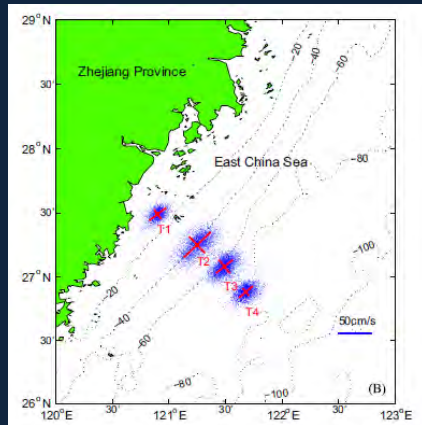 29°N
-20
-40
-60
30'
Zhejiang Province
28°N
East China Sea
-80
30'
T1
T2
-100
27°N
T3
-20
T4
-40
50pm/s
30'
-60
-80
-100
(B)
26°N
120°E
30'
121°E
30'
122°E
30'
123°E